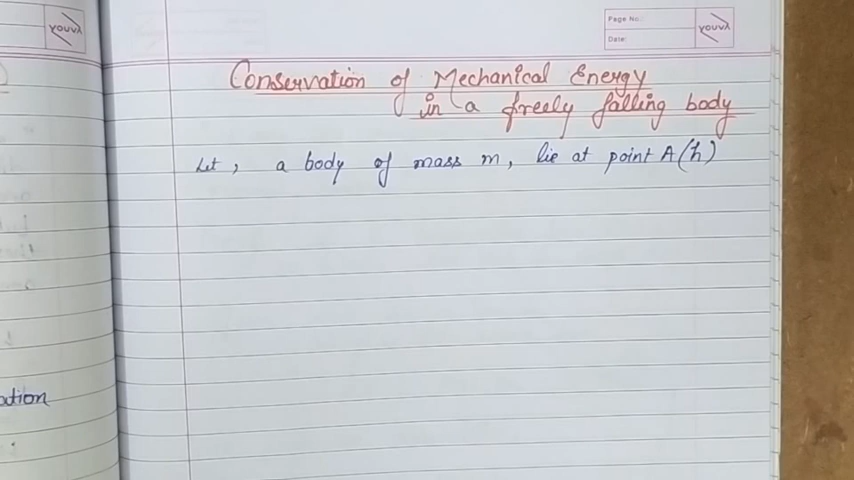 youva
Page No.:
Date:
youva
Conservation of Mechanical Energy
in a freely falling body
Let, a body of mass m, lie at point A(h)
ation